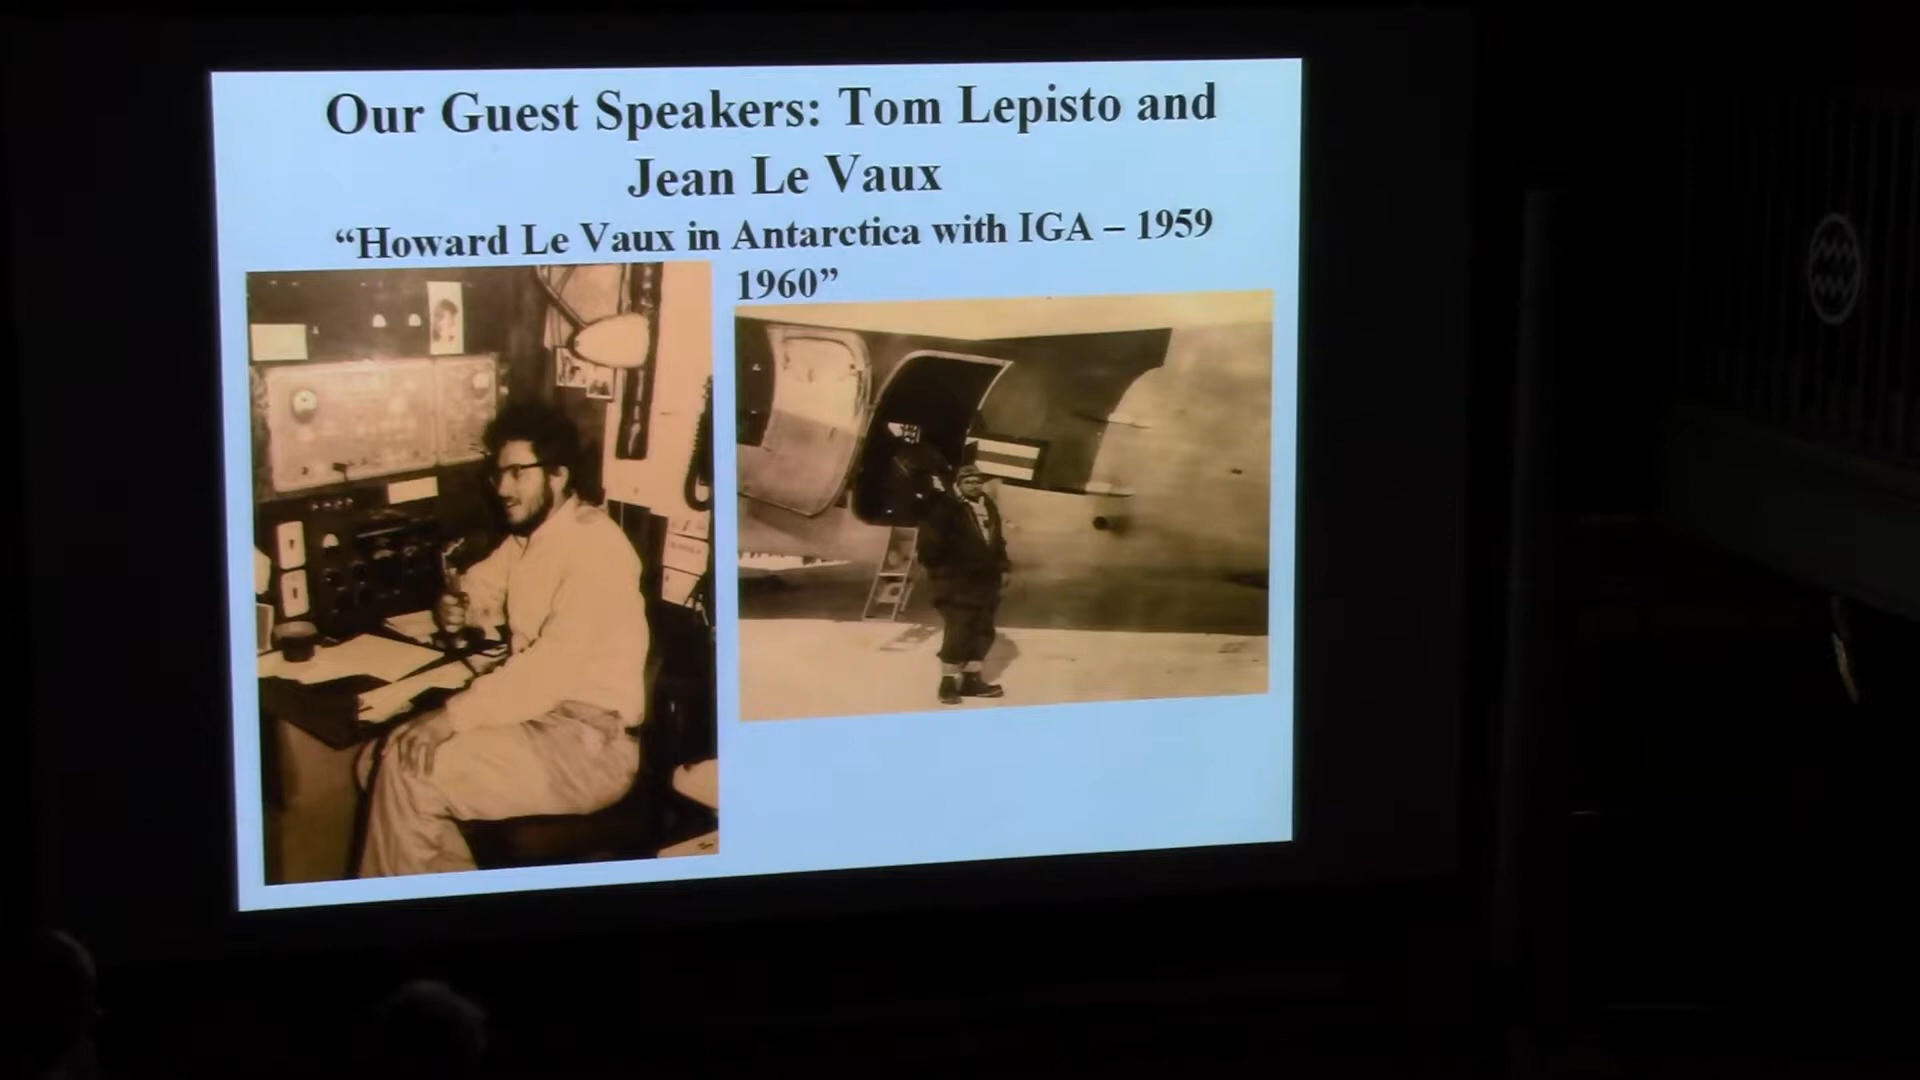 Our Guest Speakers: Tom Lepisto and
Jean Le Vaux
“Howard Le Vaux in Antarctica with IGA – 1959
1960”